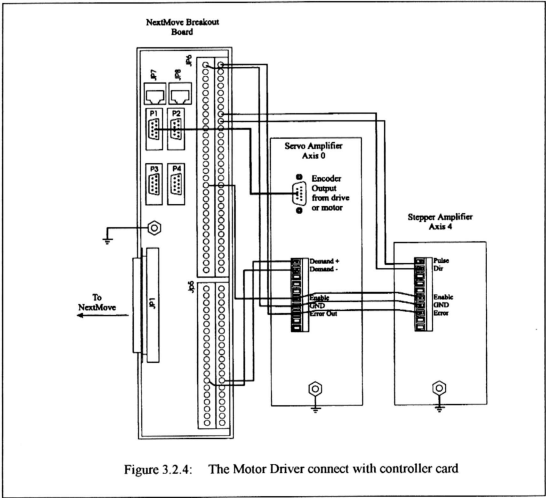 NextMove Breakout
Board
JP7
JP8
JP6
P1
P2
P3
P4
Servo Amplifier
Axis 0
Encoder
Output
from drive
or motor
Stepper Amplifier
Axis 4
Demand +
Demand -
Pulse
Dir
Enable
GND
Error Out
Enable
GND
Error
Jp5
JP1
To
NextMove
Figure 3.2.4: The Motor Driver connect with controller card